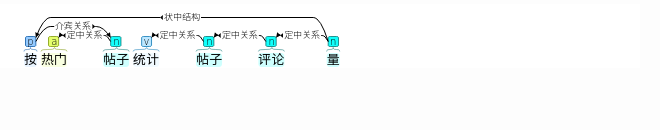 状中结构
介宾关系
定中关系 定中关系 定中关系 定中关系
p a n v n n n
按 热门 帖子 统计 帖子 评论 量